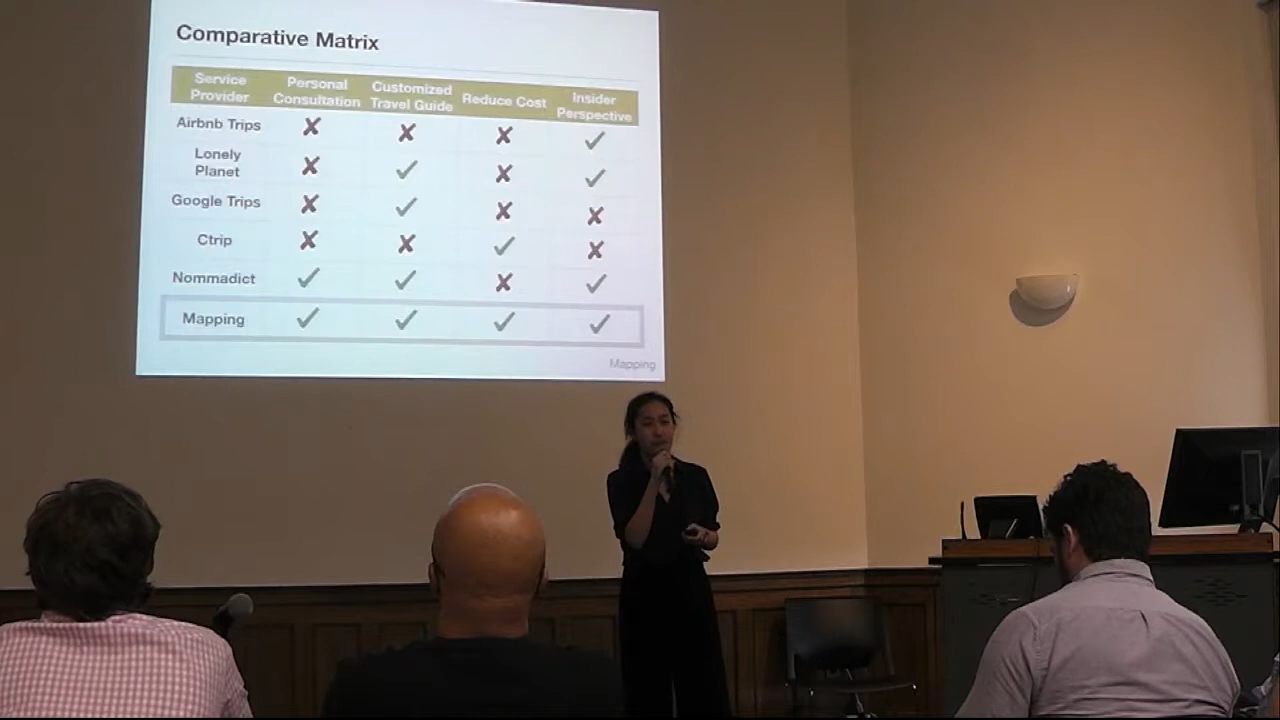 Comparative Matrix
Service Provider Personal Consultation Customized Travel Guide Reduce Cost Insider Perspective
Airbnb Trips ✗ ✗ ✗ ✓
Lonely Planet ✗ ✓ ✗ ✓
Google Trips ✗ ✓ ✗ ✗
Ctrip ✗ ✗ ✓ ✗
Nommadict ✓ ✓ ✗ ✓
Mapping ✓ ✓ ✓ ✓
Mapping